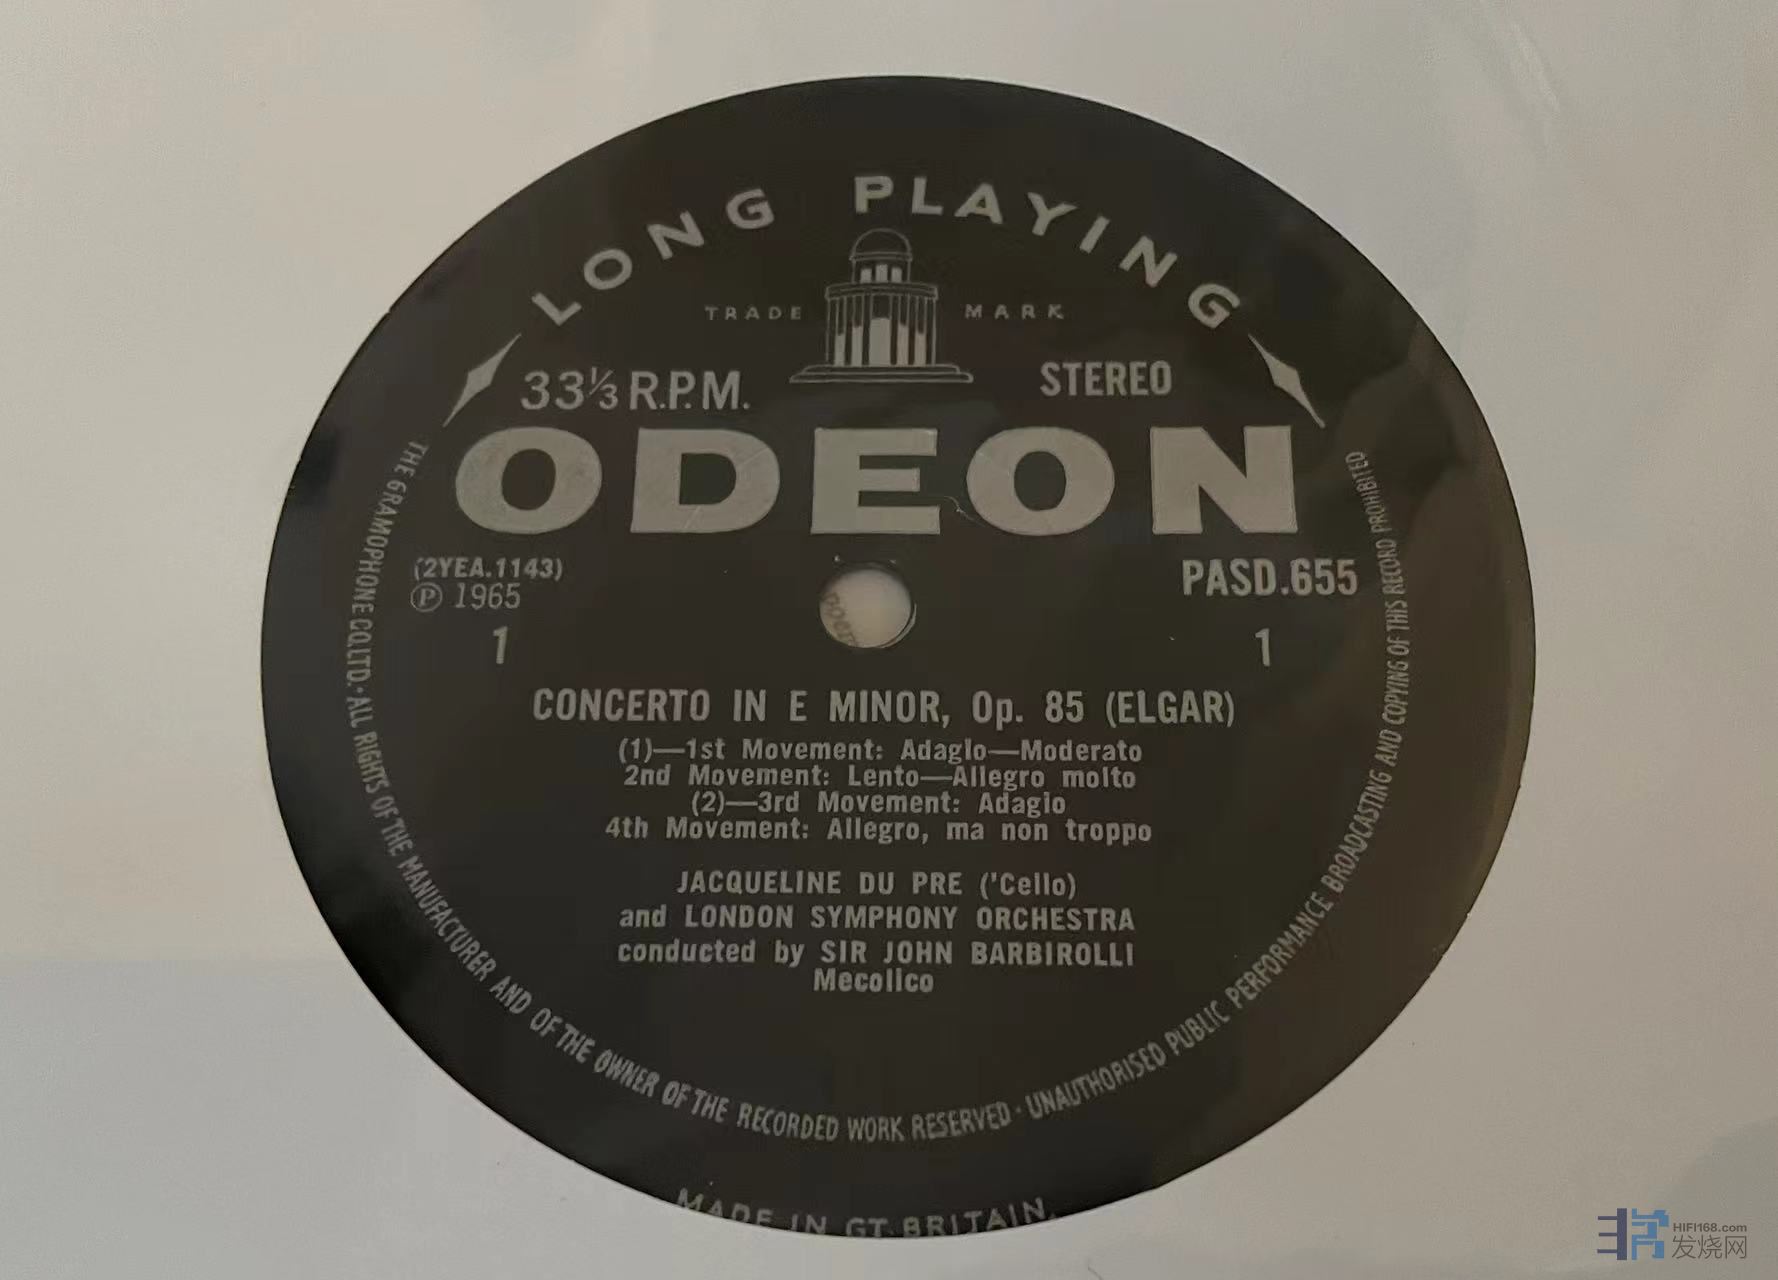 LONG PLAYING
TRADE MARK
33⅓ R.P.M. STEREO
ODEON
(2YEA.1143) PASD.655
Ⓟ 1965
1 1
CONCERTO IN E MINOR, Op. 85 (ELGAR)
(1)—1st Movement: Adagio—Moderato
2nd Movement: Lento—Allegro molto
(2)—3rd Movement: Adagio
4th Movement: Allegro, ma non troppo
JACQUELINE DU PRE ('Cello)
and LONDON SYMPHONY ORCHESTRA
conducted by SIR JOHN BARBIROLLI
Mecolico
THE GRAMOPHONE CO. LTD. · ALL RIGHTS OF THE MANUFACTURER AND OF THE OWNER OF THE RECORDED WORK RESERVED · UNAUTHORISED PUBLIC PERFORMANCE BROADCASTING AND COPYING OF THIS RECORD PROHIBITED
MADE IN GT. BRITAIN.
HIFI168.com
发烧网